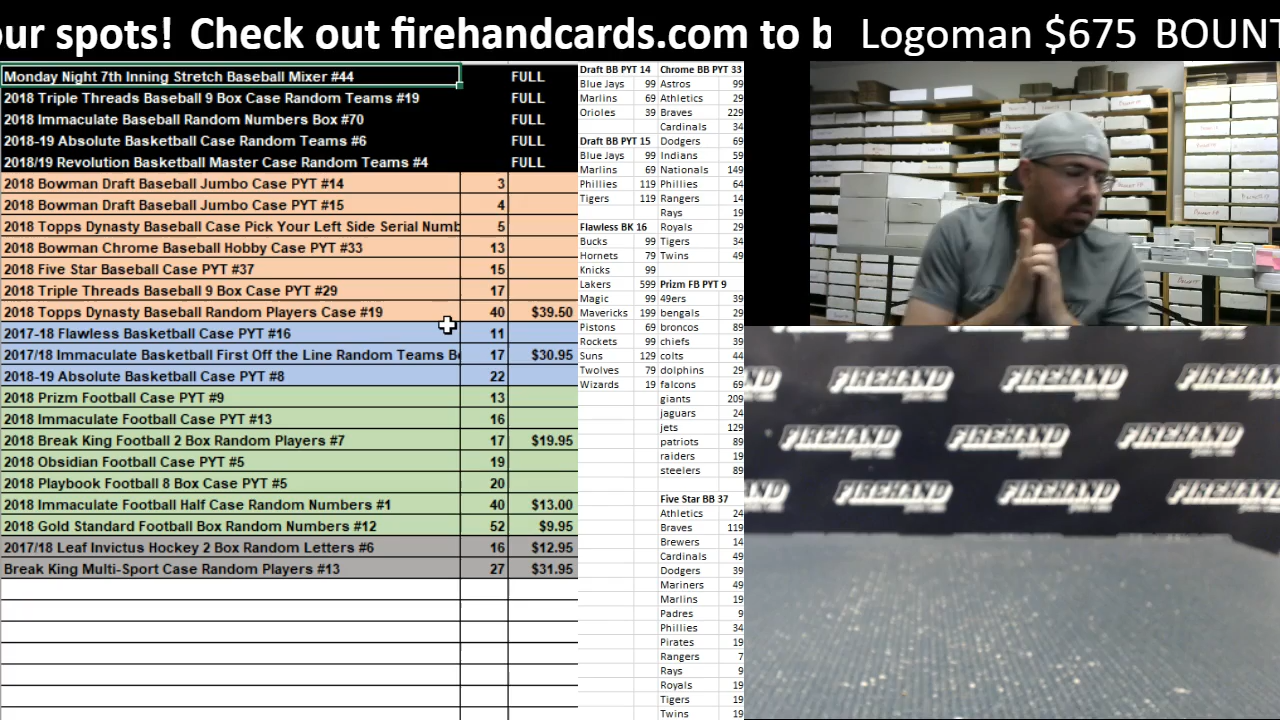 our spots! Check out firehandcards.com to b
Logoman $675 BOUNT
Monday Night 7th Inning Stretch Baseball Mixer #44 FULL
2018 Triple Threads Baseball 9 Box Case Random Teams #19 FULL
2018 Immaculate Baseball Random Numbers Box #70 FULL
2018-19 Absolute Basketball Case Random Teams #6 FULL
2018/19 Revolution Basketball Master Case Random Teams #4 FULL
2018 Bowman Draft Baseball Jumbo Case PYT #14 3
2018 Bowman Draft Baseball Jumbo Case PYT #15 4
2018 Topps Dynasty Baseball Case Pick Your Left Side Serial Numb 5
2018 Bowman Chrome Baseball Hobby Case PYT #33 13
2018 Five Star Baseball Case PYT #37 15
2018 Triple Threads Baseball 9 Box Case PYT #29 17
2018 Topps Dynasty Baseball Random Players Case #19 40 $39.50
2017-18 Flawless Basketball Case PYT #16 11
2017/18 Immaculate Basketball First Off the Line Random Teams Bo 17 $30.95
2018-19 Absolute Basketball Case PYT #8 22
2018 Prizm Football Case PYT #9 13
2018 Immaculate Football Case PYT #13 16
2018 Break King Football 2 Box Random Players #7 17 $19.95
2018 Obsidian Football Case PYT #5 19
2018 Playbook Football 8 Box Case PYT #5 20
2018 Immaculate Football Half Case Random Numbers #1 40 $13.00
2018 Gold Standard Football Box Random Numbers #12 52 $9.95
2017/18 Leaf Invictus Hockey 2 Box Random Letters #6 16 $12.95
Break King Multi-Sport Case Random Players #13 27 $31.95
Draft BB PYT 14
Blue Jays 99
Marlins 69
Orioles 39
Draft BB PYT 15
Blue Jays 99
Marlins 69
Phillies 119
Tigers 119
Flawless BK 16
Bucks 99
Hornets 79
Knicks 99
Lakers 599
Magic 99
Mavericks 199
Pistons 69
Rockets 99
Suns 129
Twolves 79
Wizards 19
Chrome BB PYT 33
Astros 99
Athletics 29
Braves 229
Cardinals 34
Dodgers 69
Indians 59
Nationals 149
Phillies 64
Rangers 14
Rays 19
Royals 29
Tigers 34
Twins 49
Prizm FB PYT 9
49ers 39
bengals 29
broncos 89
chiefs 39
colts 44
dolphins 29
falcons 69
giants 209
jaguars 24
jets 129
patriots 89
raiders 19
steelers 89
Five Star BB 37
Athletics 24
Braves 119
Brewers 14
Cardinals 49
Dodgers 39
Mariners 49
Marlins 19
Padres 9
Phillies 34
Pirates 19
Rangers 7
Rays 9
Royals 19
Tigers 19
Twins 19
FIREHAND FIREHAND FIREHAND
FIREHAND FIREHAND FIREHAND
FIREHAND FIREHAND FIREHAND